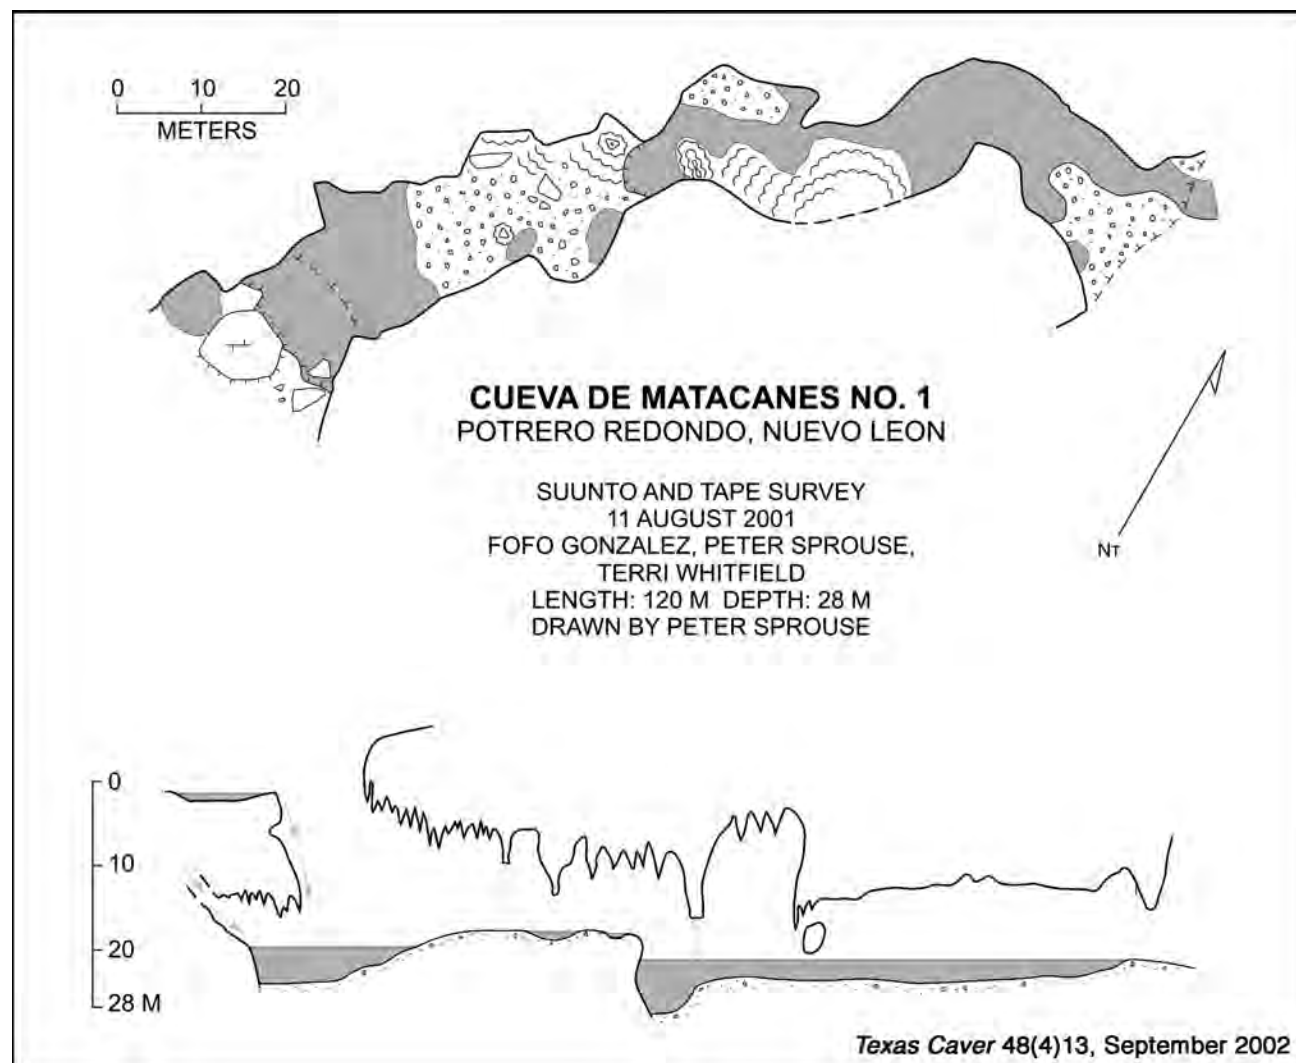 0 10 20
METERS
CUEVA DE MATACANES NO. 1
POTRERO REDONDO, NUEVO LEON
SUUNTO AND TAPE SURVEY
11 AUGUST 2001
FOFO GONZALEZ, PETER SPROUSE,
TERRI WHITFIELD
LENGTH: 120 M DEPTH: 28 M
DRAWN BY PETER SPROUSE
NT
0
10
20
28 M
Texas Caver 48(4)13, September 2002